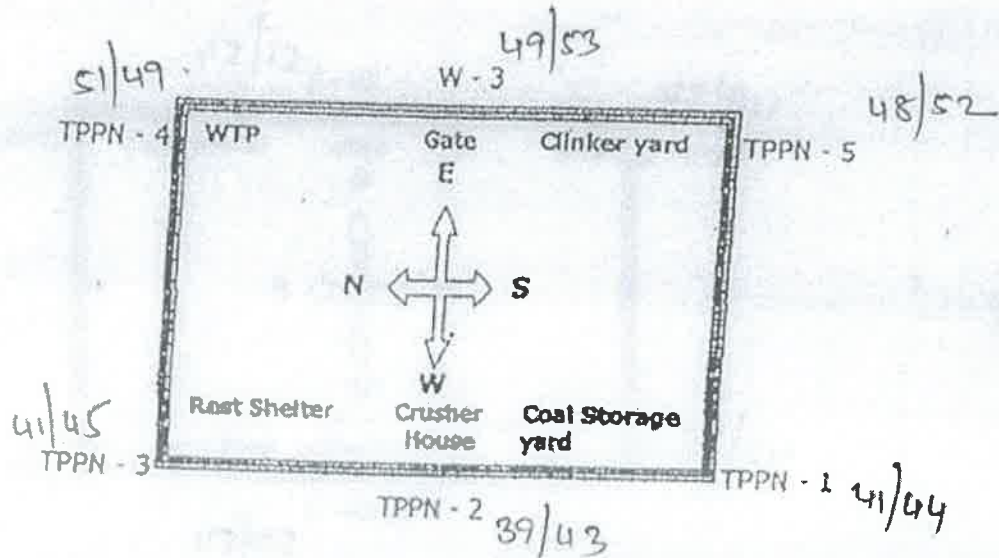 49/53
51/49
W - 3
48/52
TPPN - 4
WTP
Gate
Clinker yard
TPPN - 5
E
N
S
W
Rest Shelter
Crusher
House
Coal Storage
yard
41/45
TPPN - 3
TPPN - 1
41/44
TPPN - 2
39/43